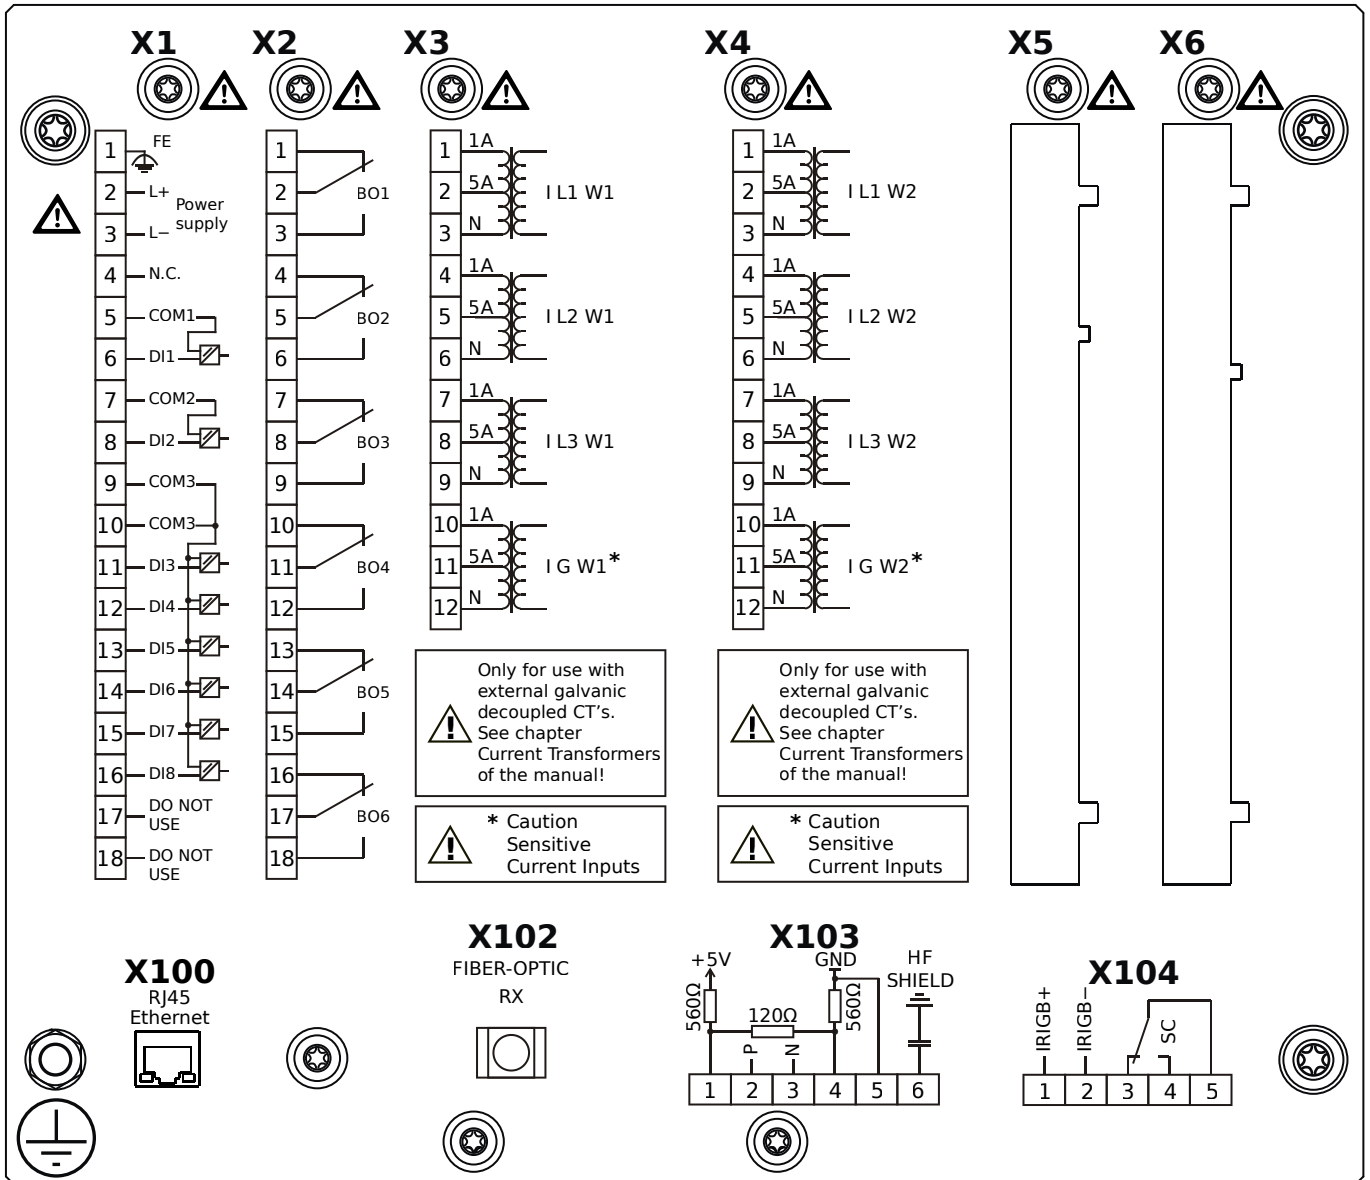 X1
X2
X3
X4
X5
X6
1 FE
2 L+
Power
supply
3 L−
4 N.C.
5 COM1
6 DI1
7 COM2
8 DI2
9 COM3
10 COM3
11 DI3
12 DI4
13 DI5
14 DI6
15 DI7
16 DI8
17 DO NOT
USE
18 DO NOT
USE
1
2 BO1
3
4
5 BO2
6
7
8 BO3
9
10
11 BO4
12
13
14 BO5
15
16
17 BO6
18
1 1A
2 5A I L1 W1
3 N
4 1A
5 5A I L2 W1
6 N
7 1A
8 5A I L3 W1
9 N
10 1A
11 5A I G W1*
12 N
Only for use with
external galvanic
decoupled CT's.
See chapter
Current Transformers
of the manual!
* Caution
Sensitive
Current Inputs
1 1A
2 5A I L1 W2
3 N
4 1A
5 5A I L2 W2
6 N
7 1A
8 5A I L3 W2
9 N
10 1A
11 5A I G W2*
12 N
Only for use with
external galvanic
decoupled CT's.
See chapter
Current Transformers
of the manual!
* Caution
Sensitive
Current Inputs
X100
RJ45
Ethernet
X102
FIBER-OPTIC
RX
X103
+5V
GND
HF
SHIELD
560Ω
120Ω
560Ω
P
N
1 2 3 4 5 6
X104
IRIGB+
IRIGB−
SC
1 2 3 4 5